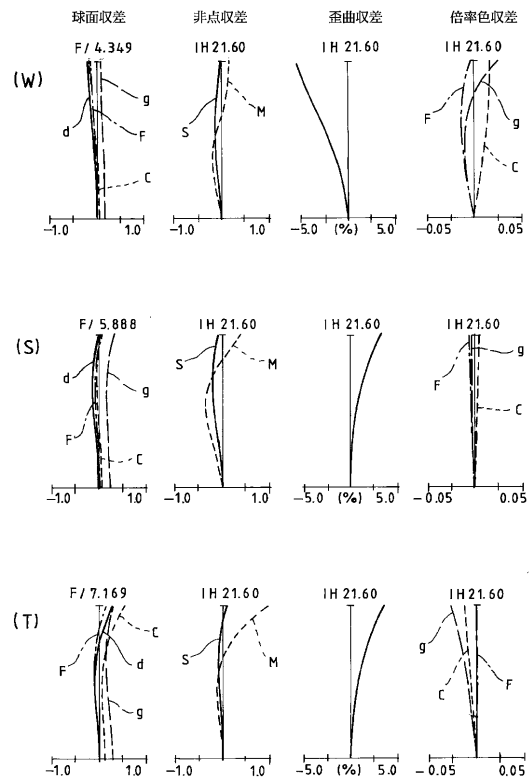 球面収差 非点収差 歪曲収差 倍率色収差
F/4.349 IH 21.60 IH 21.60 IH 21.60
(W)
d g F C
S M
F g C
−1.0 1.0 −1.0 1.0 −5.0 (%) 5.0 −0.05 0.05
F/5.888 IH 21.60 IH 21.60 IH 21.60
(S)
d g F C
S M
F g C
−1.0 1.0 −1.0 1.0 −5.0 (%) 5.0 −0.05 0.05
F/7.169 IH 21.60 IH 21.60 IH 21.60
(T)
F C d g
S M
g C F
−1.0 1.0 −1.0 1.0 −5.0 (%) 5.0 −0.05 0.05